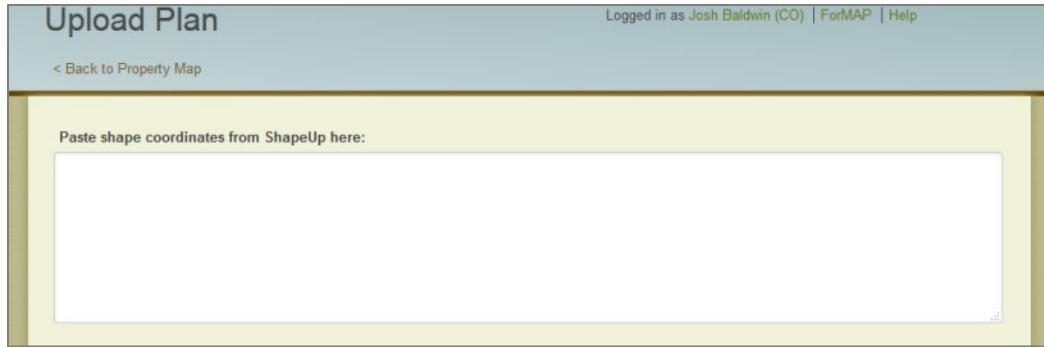 Upload Plan
Logged in as Josh Baldwin (CO) | ForMAP | Help
< Back to Property Map
Paste shape coordinates from ShapeUp here: